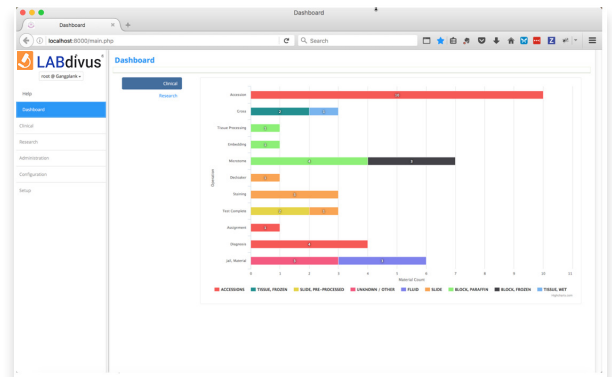 Dashboard
Dashboard
localhost:8000/main.php
Search
LABdivus
root @ Gangplank
Help
Dashboard
Clinical
Research
Administration
Configuration
Setup
Dashboard
Clinical
Research
Operations
Accession
Gross
Tissue Processing
Embedding
Microtome
Destination
Staining
Test Complete
Assignment
Diagnosis
0 1 2 3 4 5 6 7 8 9 10 11
Material Count
ACCESSIONS TISSUE, FROZEN SLIDE, PRE-PROCESSED UNKNOWN / OTHER FLUID SLIDE BLOCK, PARAFFIN BLOCK, FROZEN TISSUE, WET
Highcharts.com